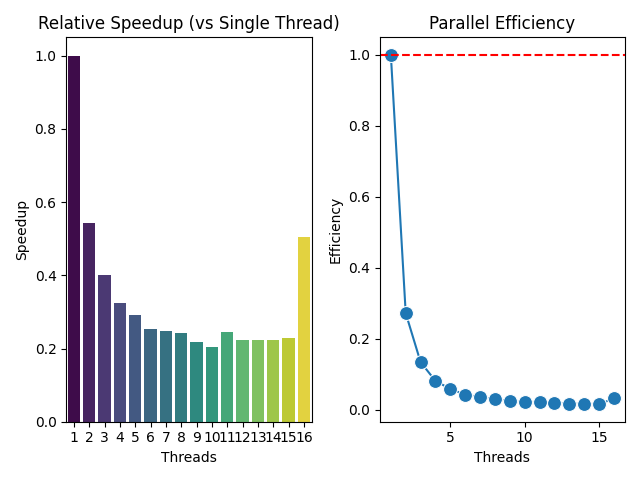 Relative Speedup (vs Single Thread)
Speedup
1.0
0.8
0.6
0.4
0.2
0.0
1 2 3 4 5 6 7 8 9 10 11 12 13 14 15 16
Threads
Parallel Efficiency
Efficiency
1.0
0.8
0.6
0.4
0.2
0.0
5 10 15
Threads